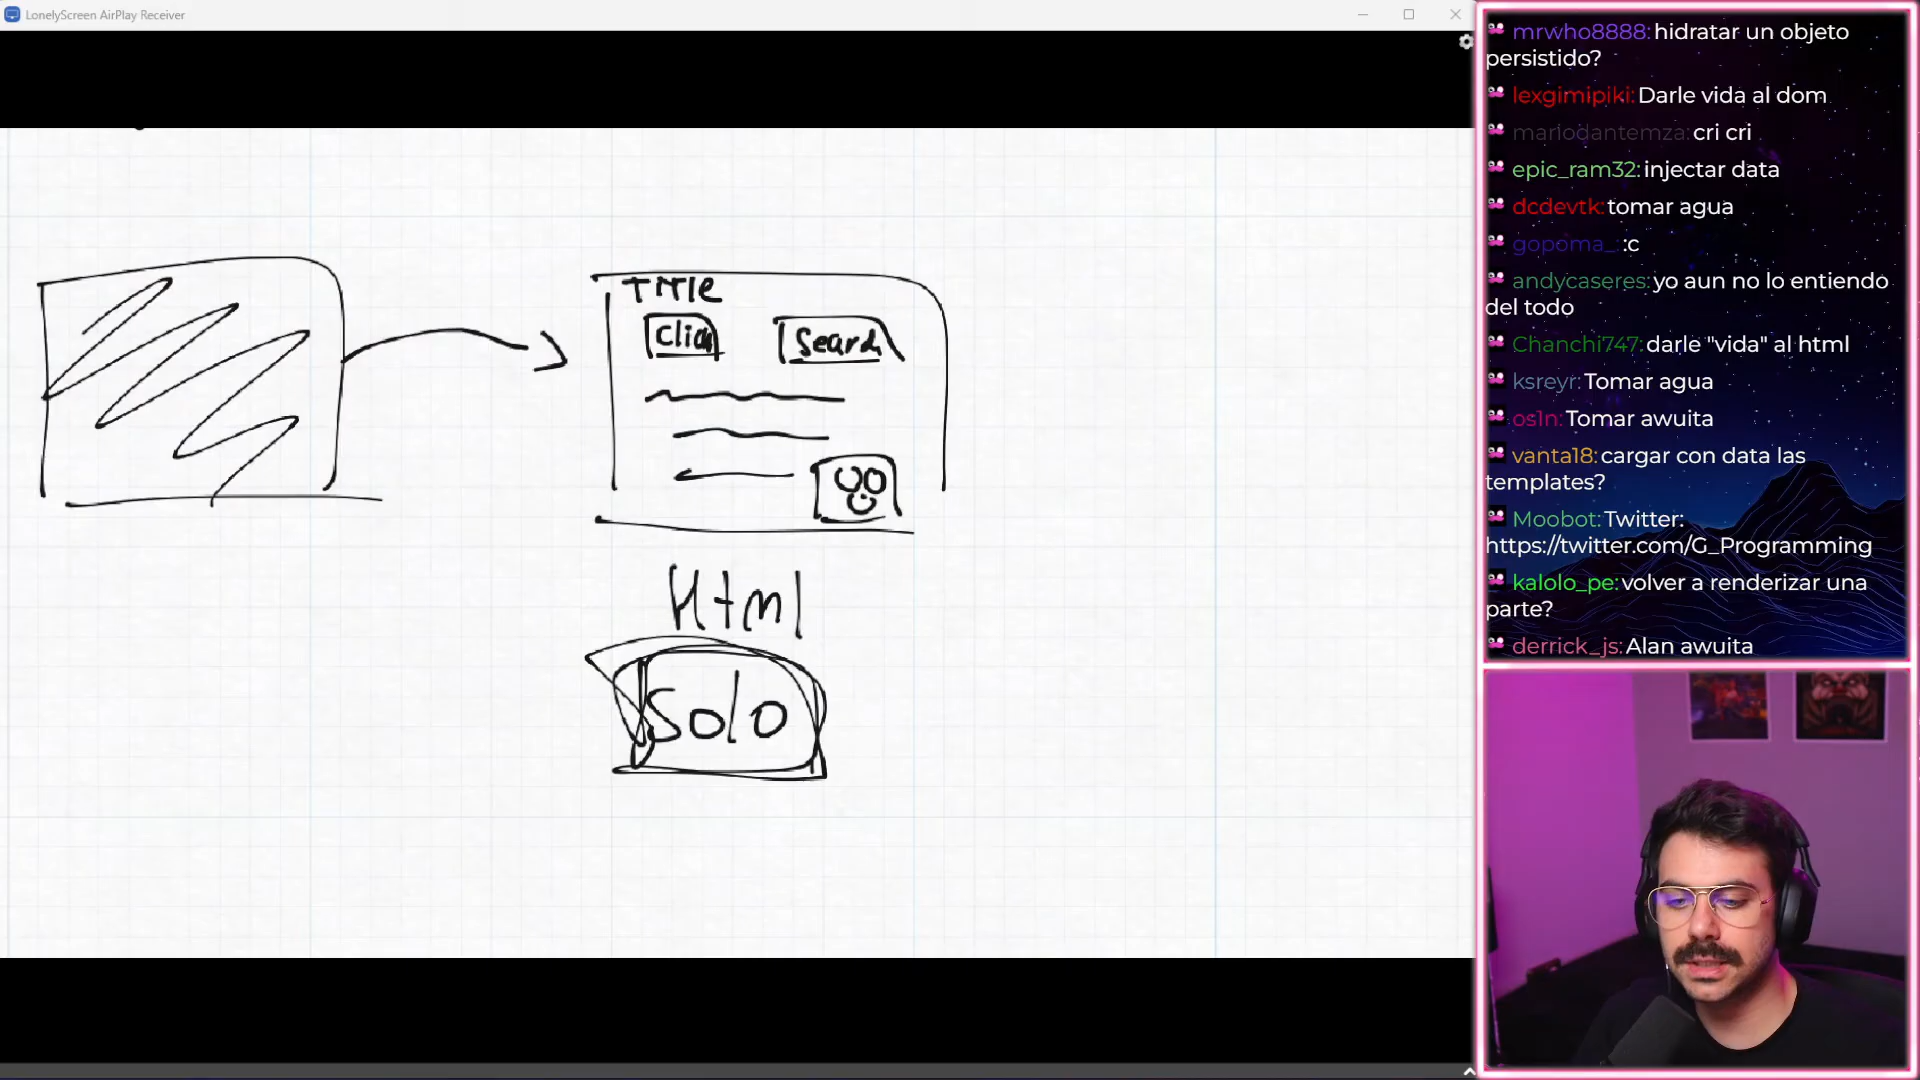 LonelyScreen AirPlay Receiver
TITLE
Click
Search
Html
Solo
mrwho8888: hidratar un objeto
persistido?
lexgimipiki: Darle vida al dom
mariodantemza: cri cri
epic_ram32: injectar data
dcdevtk: tomar agua
gopoma_: :c
andycaseres: yo aun no lo entiendo
del todo
Chanchi747: darle "vida" al html
ksreyr: Tomar agua
os1n: Tomar awuita
vanta18: cargar con data las
templates?
Moobot: Twitter:
https://twitter.com/G_Programming
kalolo_pe: volver a renderizar una
parte?
derrick_js: Alan awuita